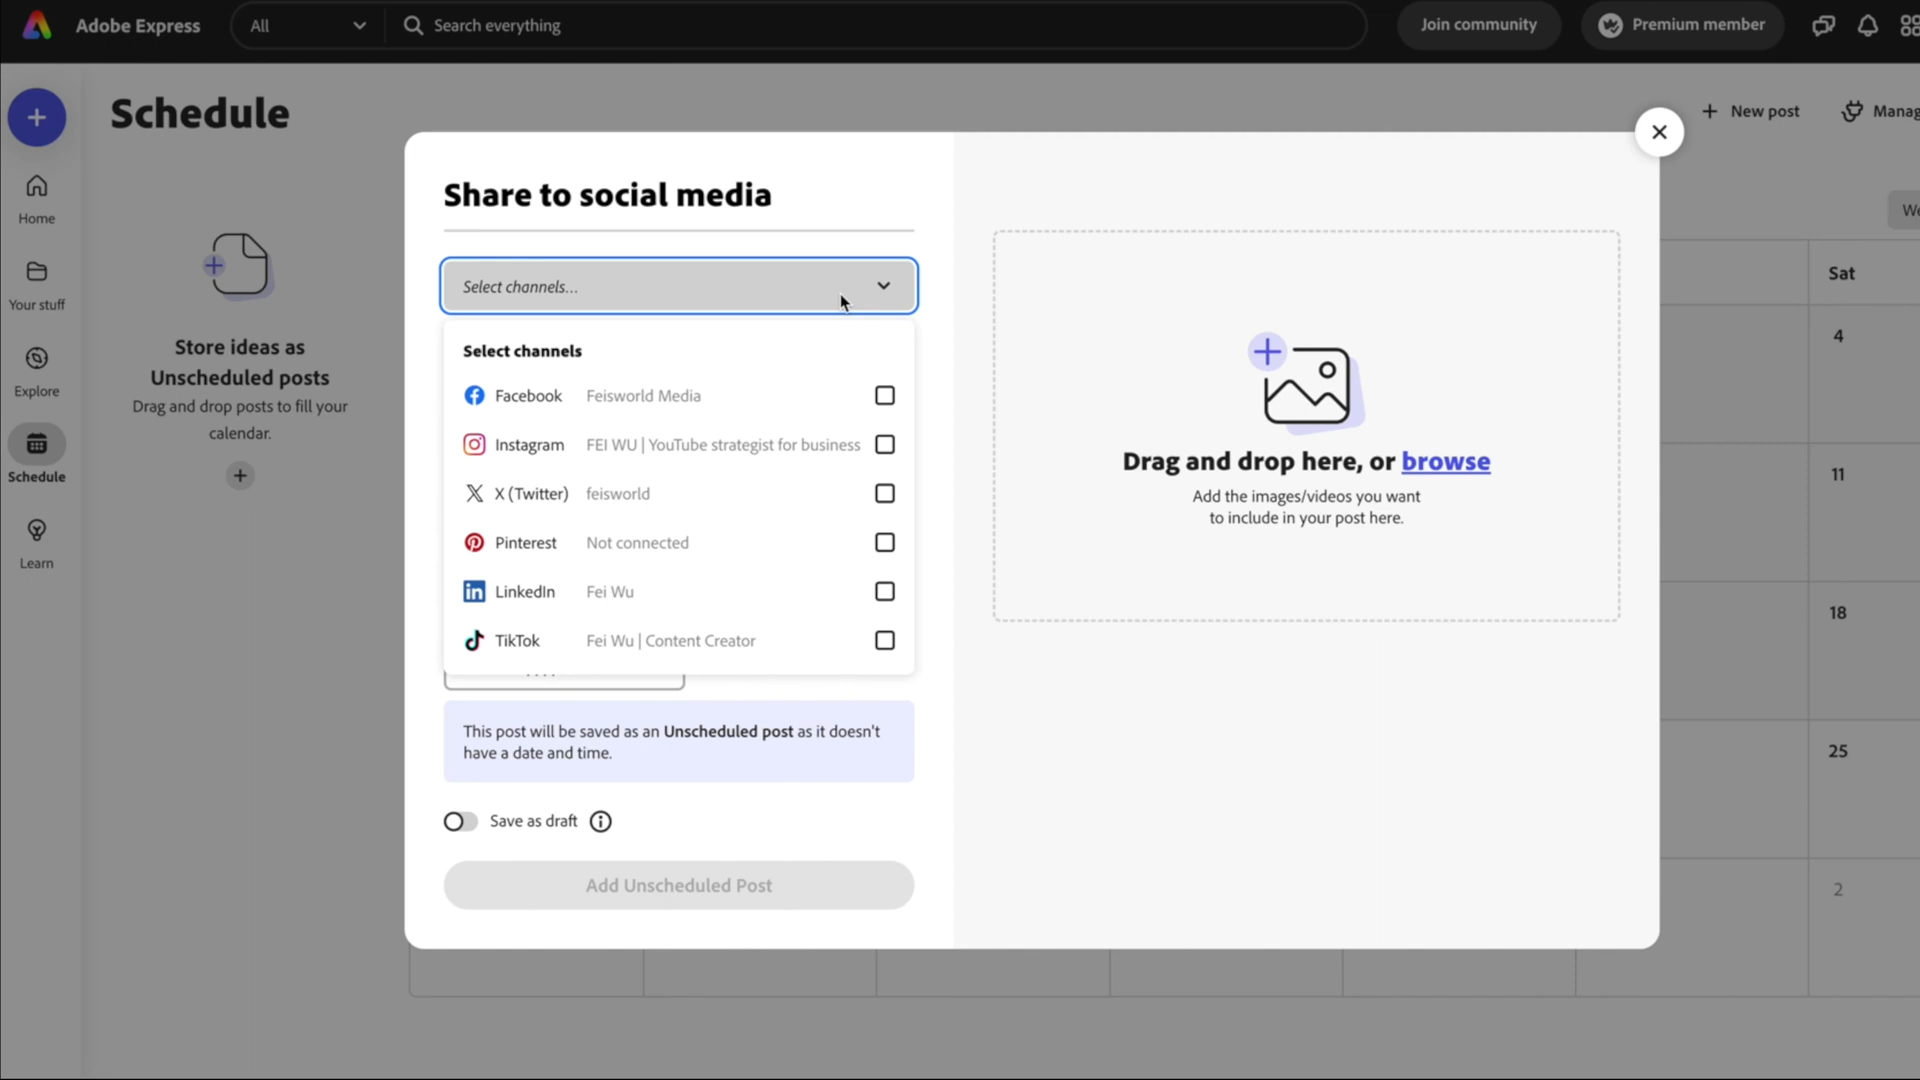 Adobe Express
All
Search everything
Join community
Premium member
Schedule
+ New post
Manag
Home
Your stuff
Explore
Schedule
Learn
Store ideas as
Unscheduled posts
Drag and drop posts to fill your
calendar.
Share to social media
Select channels...
Select channels
Facebook Feisworld Media
Instagram FEI WU | YouTube strategist for business
X (Twitter) feisworld
Pinterest Not connected
LinkedIn Fei Wu
TikTok Fei Wu | Content Creator
This post will be saved as an Unscheduled post as it doesn't
have a date and time.
Save as draft
Add Unscheduled Post
Drag and drop here, or browse
Add the images/videos you want
to include in your post here.
We
Sat
4
11
18
25
2